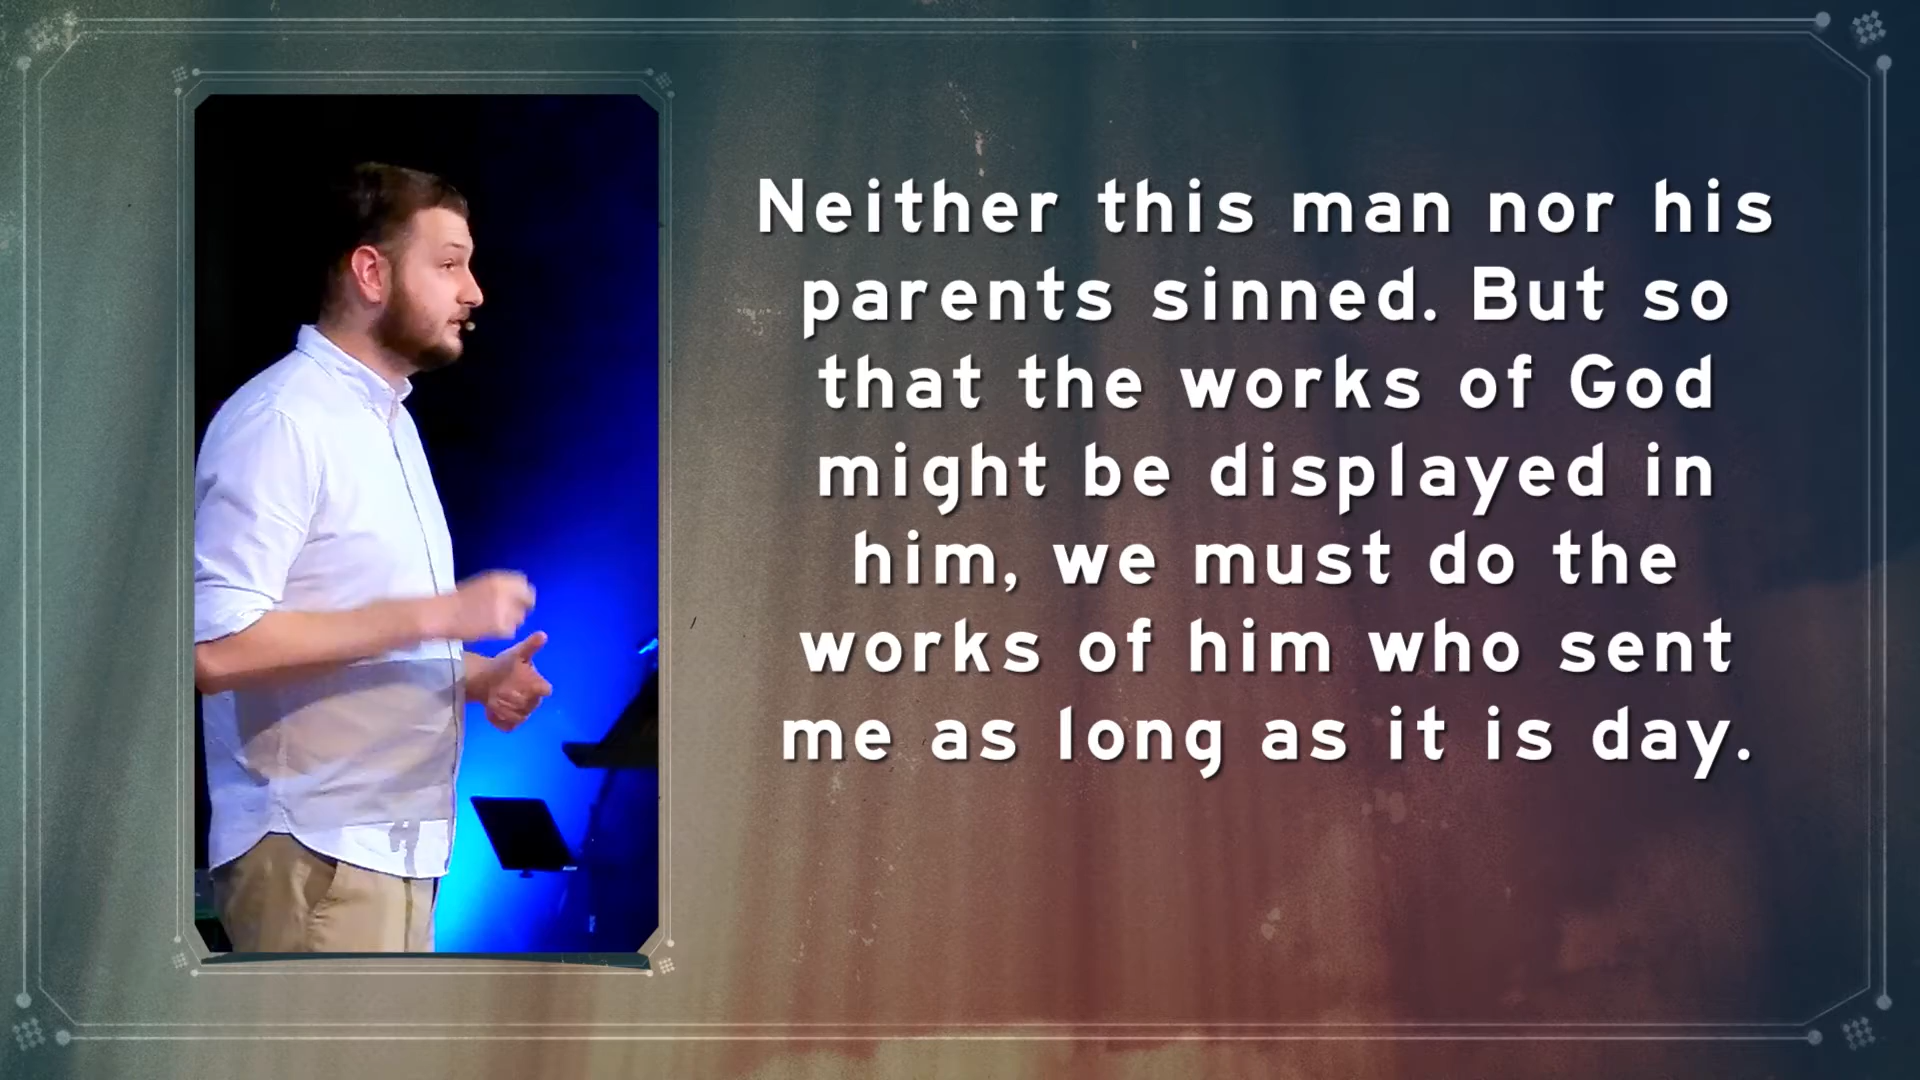 Neither this man nor his
parents sinned. But so
that the works of God
might be displayed in
him, we must do the
works of him who sent
me as long as it is day.